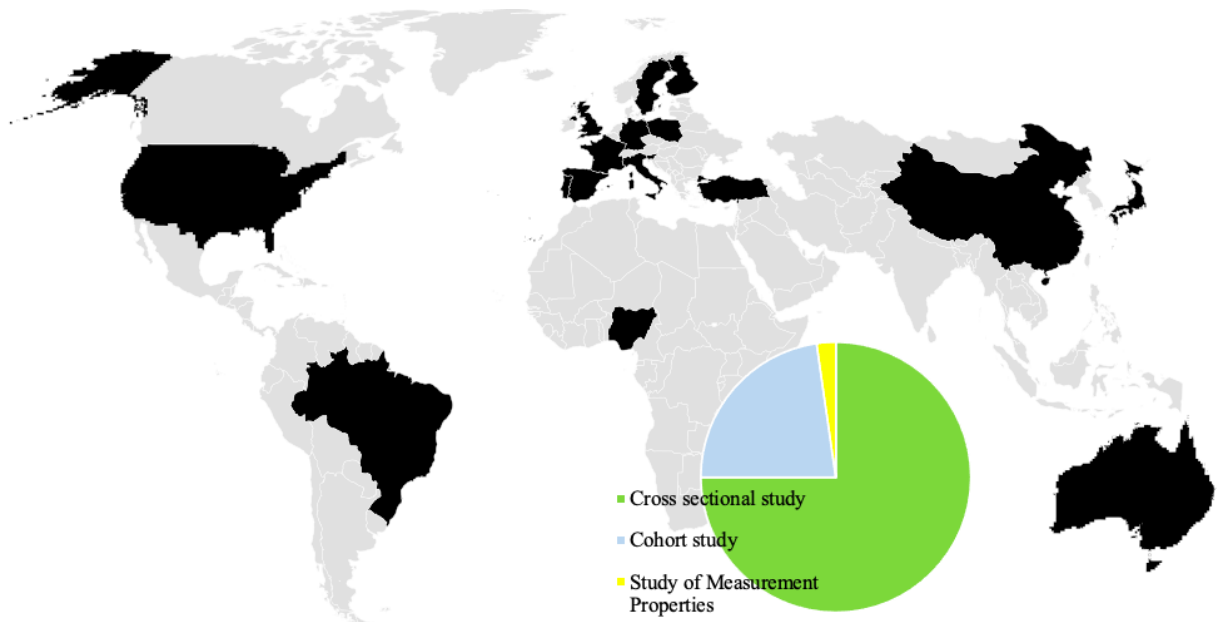 Cross sectional study
Cohort study
Study of Measurement
Properties